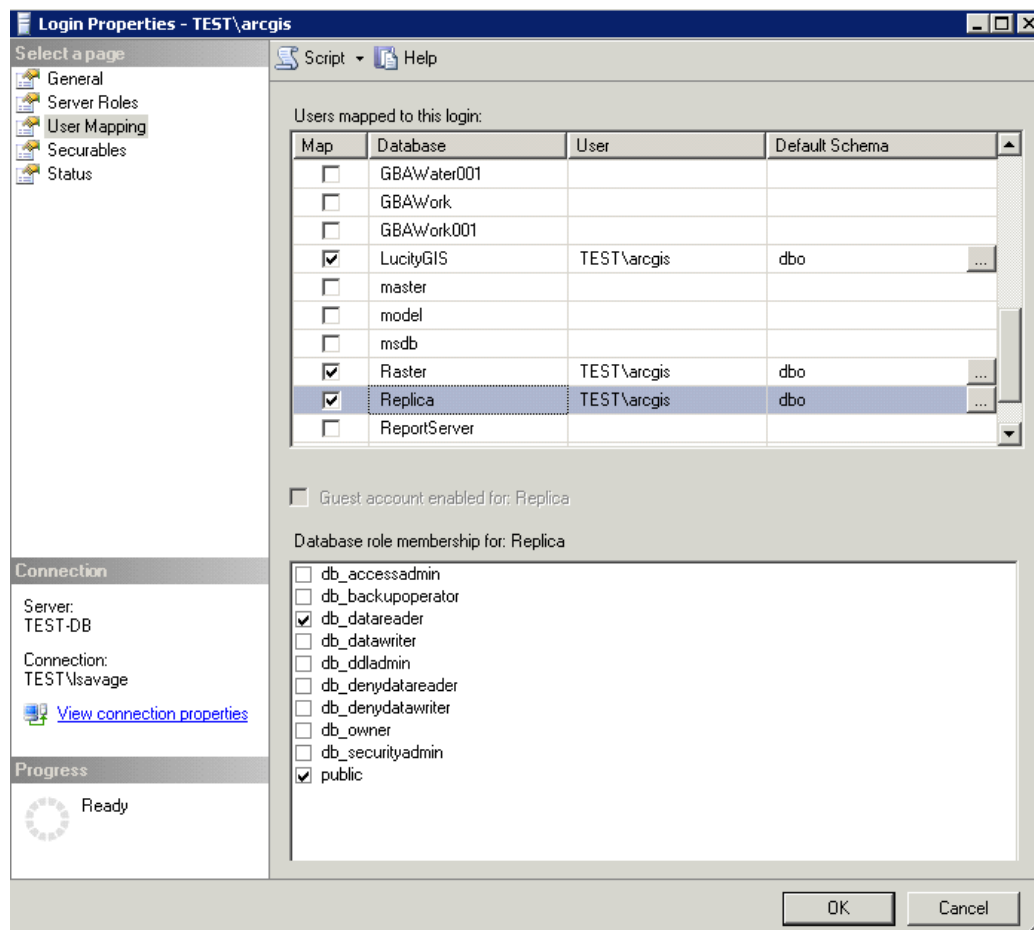 Login Properties - TEST\arcgis
Select a page
General
Server Roles
User Mapping
Securables
Status
Script Help
Users mapped to this login:
Map Database User Default Schema
GBAWater001
GBAWork
GBAWork001
LucityGIS TEST\arcgis dbo ...
master
model
msdb
Raster TEST\arcgis dbo ...
Replica TEST\arcgis dbo ...
ReportServer
Guest account enabled for: Replica
Database role membership for: Replica
db_accessadmin
db_backupoperator
db_datareader
db_datawriter
db_ddladmin
db_denydatareader
db_denydatawriter
db_owner
db_securityadmin
public
Connection
Server:
TEST-DB
Connection:
TEST\lsavage
View connection properties
Progress
Ready
OK Cancel